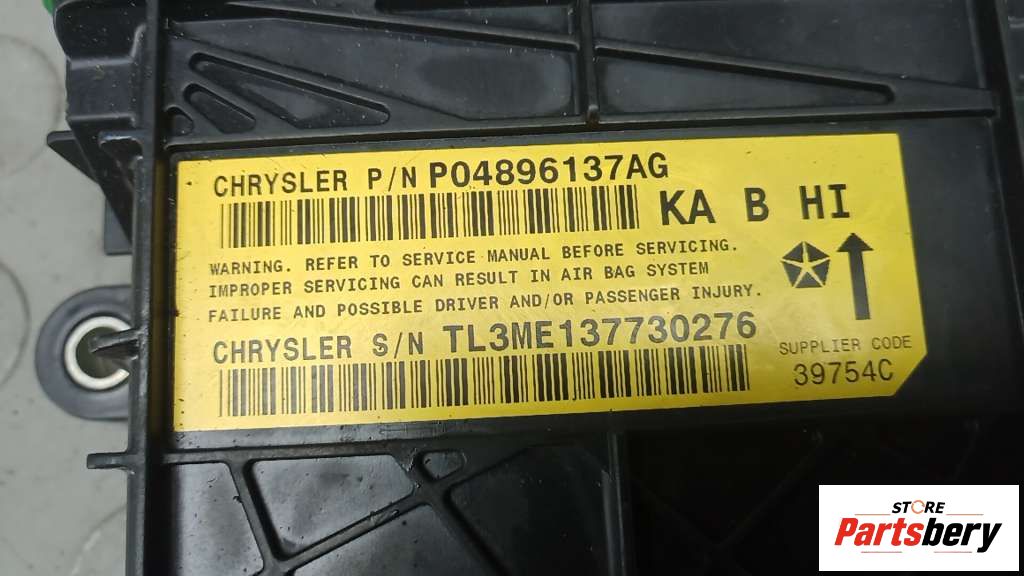 CHRYSLER P/N P04896137AG
KA B HI
WARNING. REFER TO SERVICE MANUAL BEFORE SERVICING.
IMPROPER SERVICING CAN RESULT IN AIR BAG SYSTEM
FAILURE AND POSSIBLE DRIVER AND/OR PASSENGER INJURY.
CHRYSLER S/N TL3ME137730276
SUPPLIER CODE
39754C
STORE
Partsbery